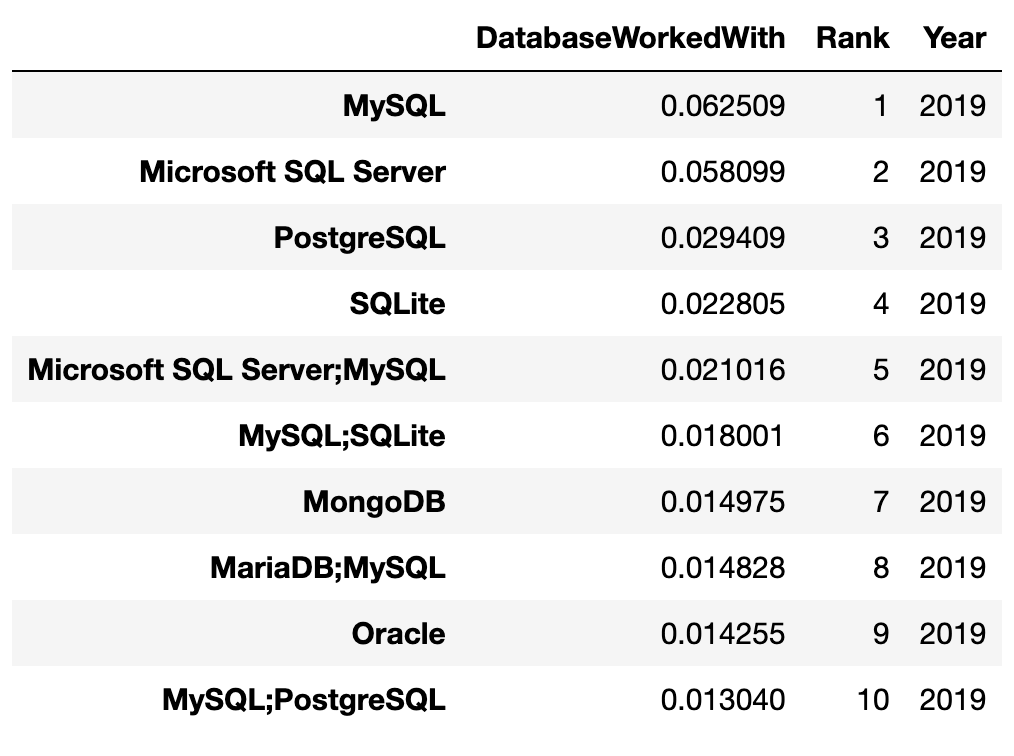 DatabaseWorkedWith Rank Year
MySQL 0.062509 1 2019
Microsoft SQL Server 0.058099 2 2019
PostgreSQL 0.029409 3 2019
SQLite 0.022805 4 2019
Microsoft SQL Server;MySQL 0.021016 5 2019
MySQL;SQLite 0.018001 6 2019
MongoDB 0.014975 7 2019
MariaDB;MySQL 0.014828 8 2019
Oracle 0.014255 9 2019
MySQL;PostgreSQL 0.013040 10 2019